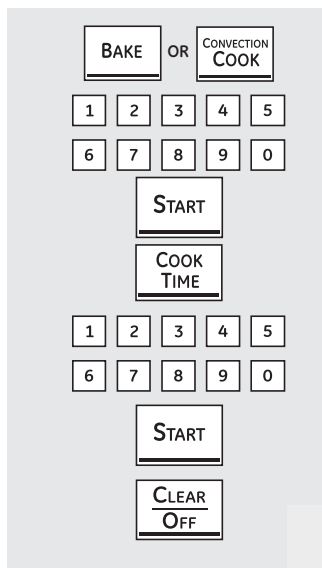 BAKE OR CONVECTION COOK
1 2 3 4 5
6 7 8 9 0
START
COOK
TIME
1 2 3 4 5
6 7 8 9 0
START
CLEAR
OFF